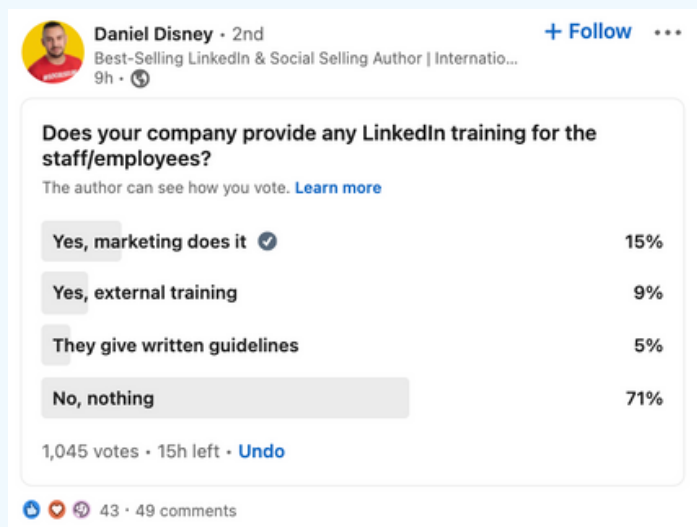 Daniel Disney • 2nd
+ Follow •••
Best-Selling LinkedIn & Social Selling Author | Internatio...
9h •
Does your company provide any LinkedIn training for the
staff/employees?
The author can see how you vote. Learn more
Yes, marketing does it 15%
Yes, external training 9%
They give written guidelines 5%
No, nothing 71%
1,045 votes • 15h left • Undo
43 • 49 comments